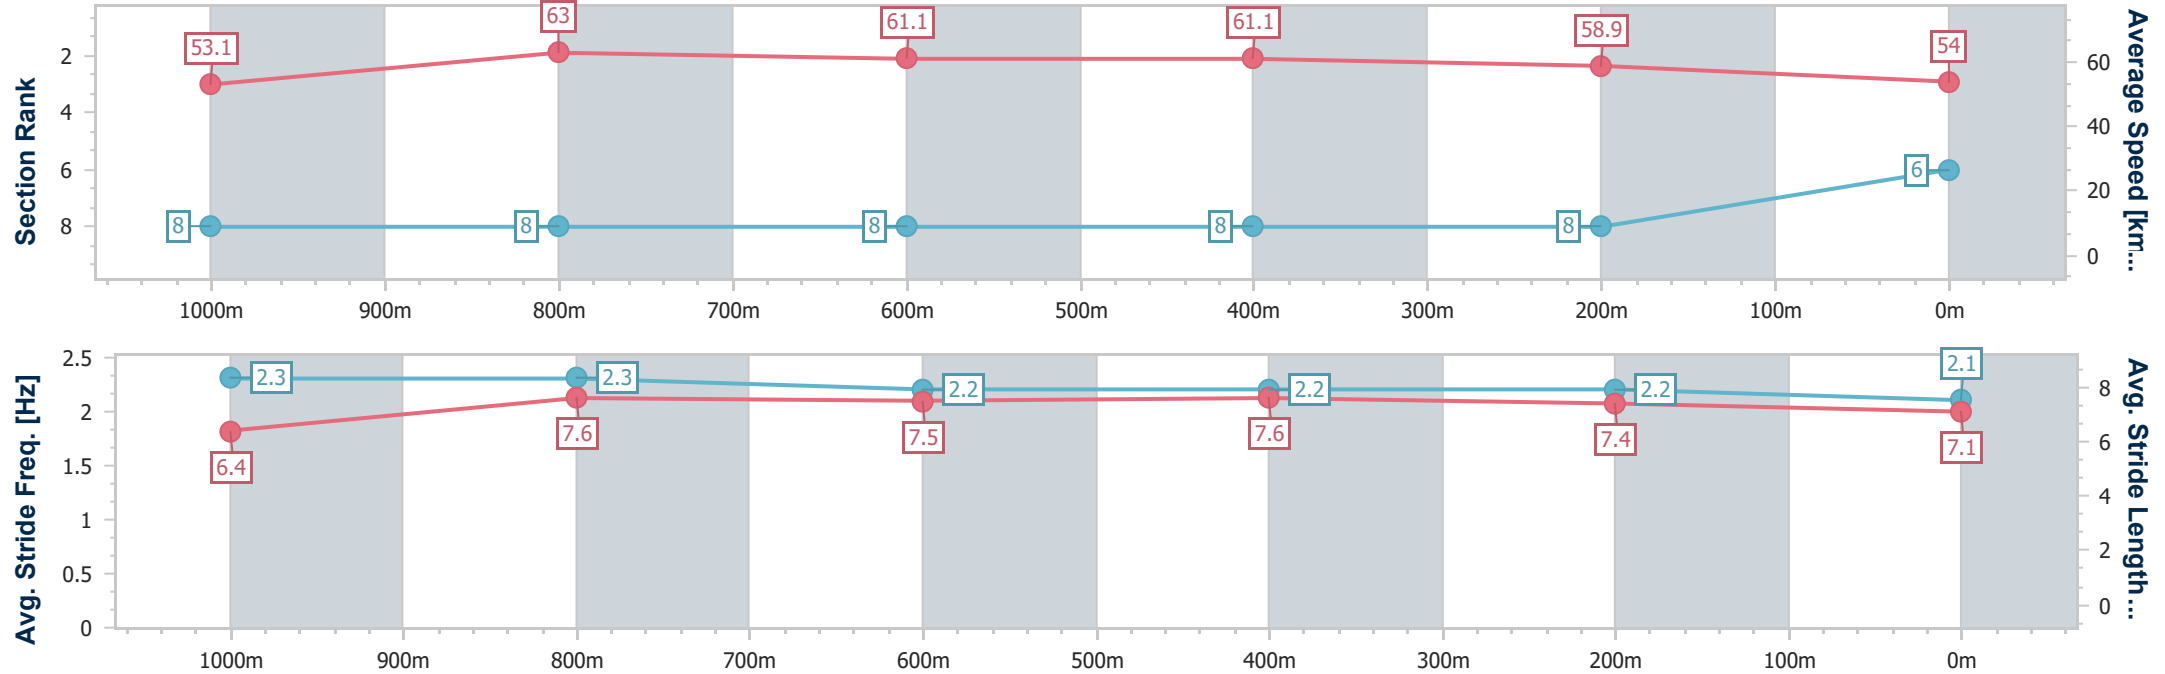 Section Rank
2
4
6
8
53.1
63
61.1
61.1
58.9
54
8
8
8
8
8
6
60
40
20
0
Average Speed [km...
1000m
900m
800m
700m
600m
500m
400m
300m
200m
100m
0m
Avg. Stride Freq. [Hz]
2.5
2
1.5
1
0.5
0
2.3
2.3
2.2
2.2
2.2
2.1
6.4
7.6
7.5
7.6
7.4
7.1
8
6
4
2
0
Avg. Stride Length...
1000m
900m
800m
700m
600m
500m
400m
300m
200m
100m
0m